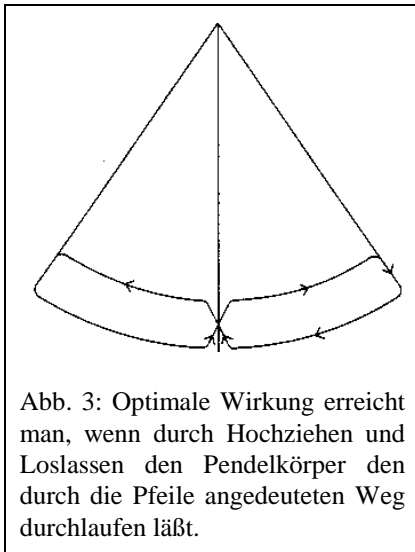 Abb. 3: Optimale Wirkung erreicht
man, wenn durch Hochziehen und
Loslassen den Pendelkörper den
durch die Pfeile angedeuteten Weg
durchlaufen läßt.